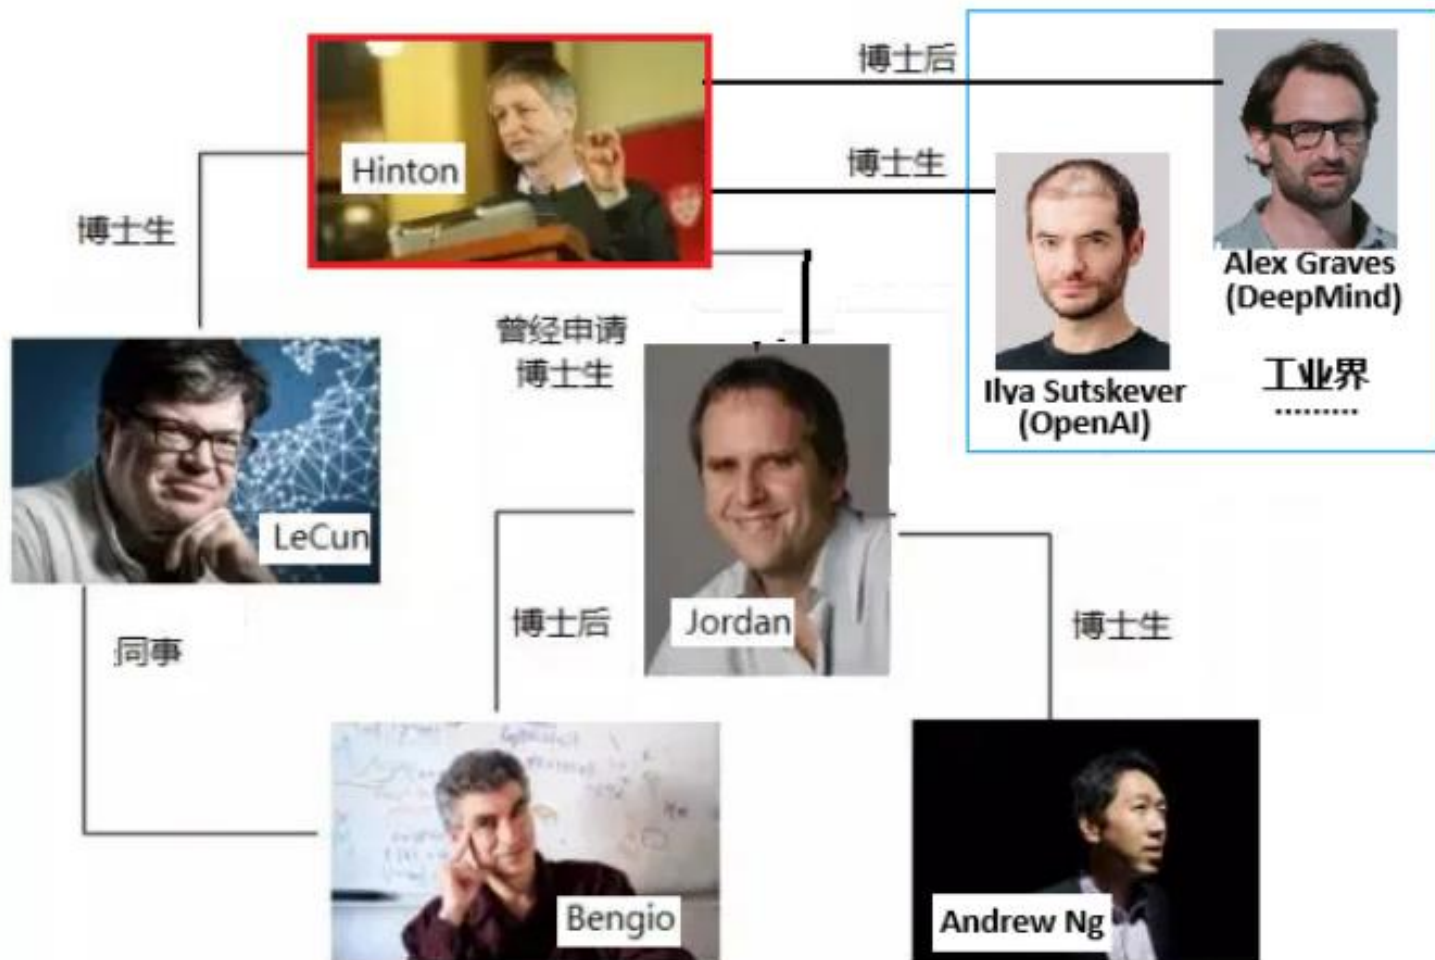 博士后
Hinton
博士生
博士生
Alex Graves
(DeepMind)
曾经申请
博士生
工业界
.........
Ilya Sutskever
(OpenAI)
LeCun
Jordan
博士后
博士生
同事
Bengio
Andrew Ng